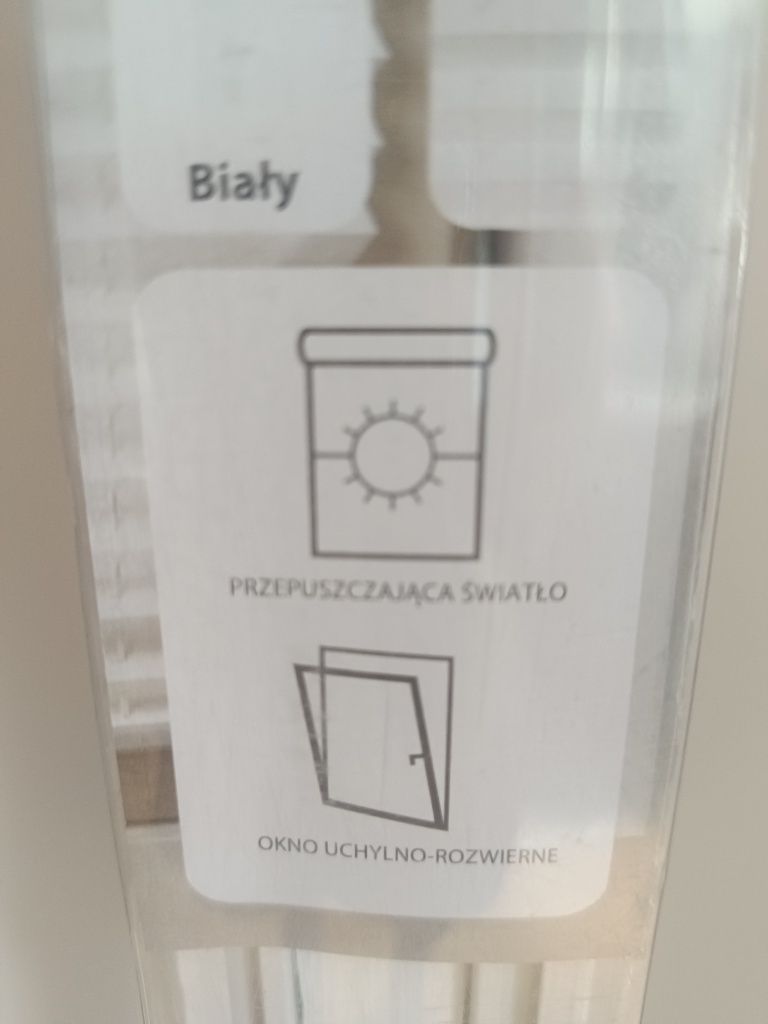 Biały
PRZEPUSZCZAJĄCA ŚWIATŁO
OKNO UCHYLNO-ROZWIERNE